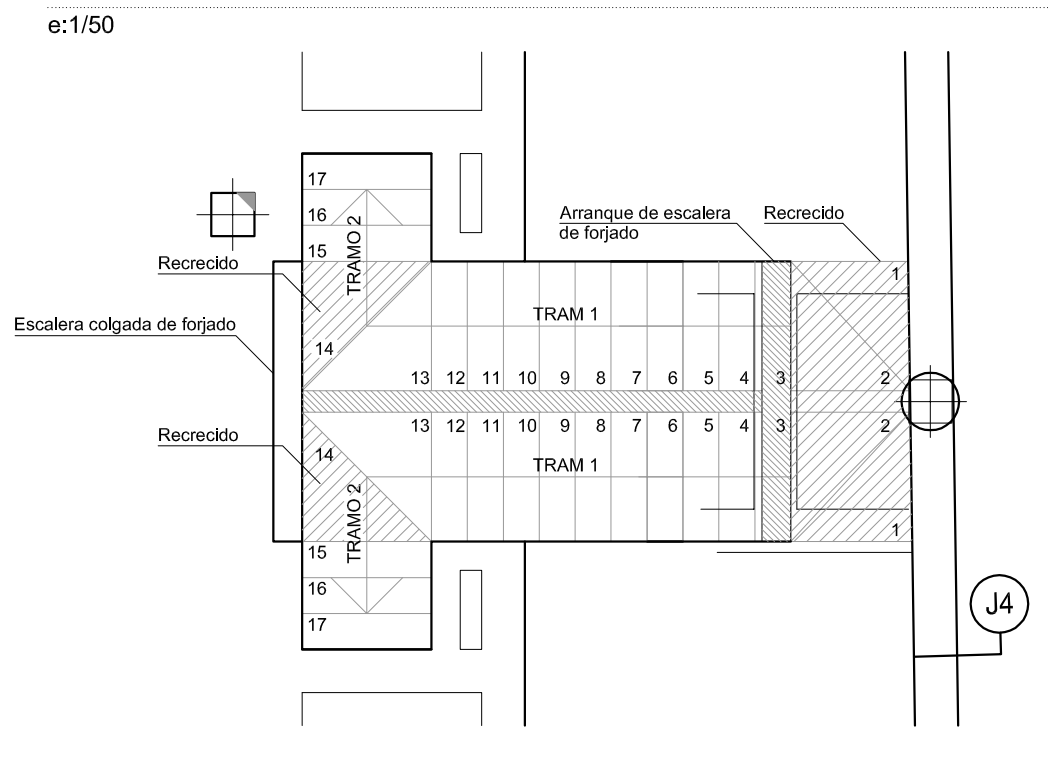 e:1/50
17
16
15
TRAMO 2
Arranque de escalera
de forjado
Recrecido
1
Recrecido
TRAM 1
Escalera colgada de forjado
14
13 12 11 10 9 8 7 6 5 4 3 2
13 12 11 10 9 8 7 6 5 4 3 2
Recrecido
14
TRAM 1
TRAMO 2
1
15
16
17
J4